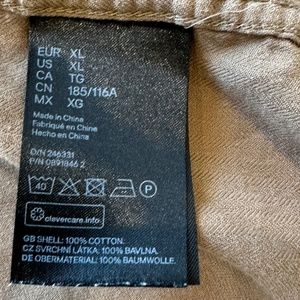 EUR XL
US XL
CA TG
CN 185/116A
MX XG
Made in China
Fabriqué en Chine
Hecho en China
O/N 246331
P/N 0891846 2
40 P
clevercare.info
GB SHELL: 100% COTTON.
CZ SVRCHNÍ LÁTKA: 100% BAVLNA.
DE OBERMATERIAL: 100% BAUMWOLLE.